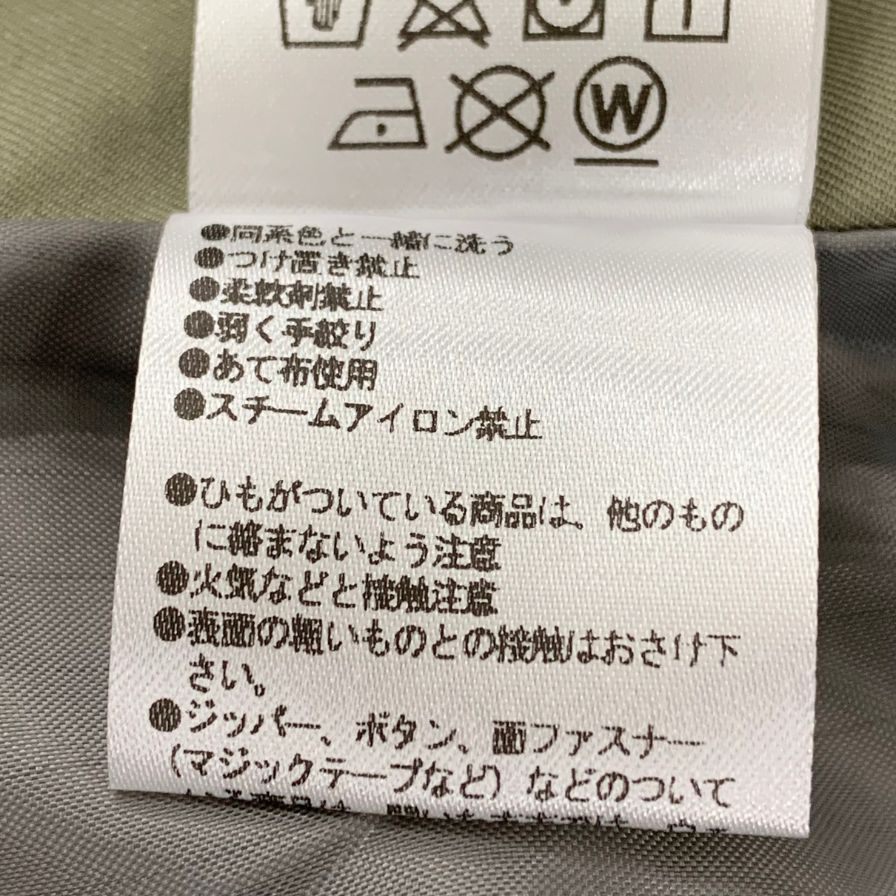 W
●同系色と一緒に洗う
●つけ置き禁止
●柔軟剤禁止
●弱く手絞り
●あて布使用
●スチームアイロン禁止
●ひもがついている商品は、他のもの
に絡まないよう注意
●火気などと接触注意
●表面の粗いものとの接触はおさけ下
さい。
●ジッパー、ボタン、面ファスナー
(マジックテープなど)などのついて